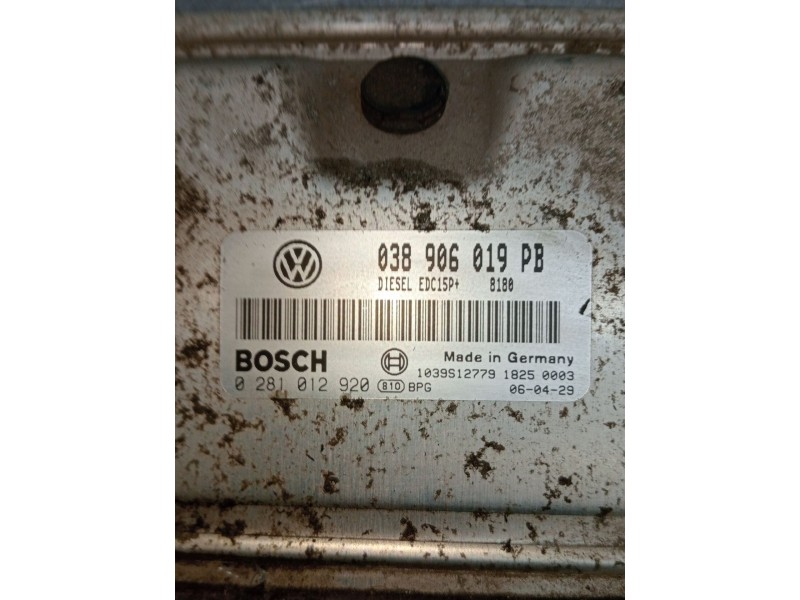 038 906 019 PB
DIESEL EDC15P+ 8180
BOSCH
Made in Germany
0 281 012 920 810 BPG
1039S12779 1825 0003
06-04-29